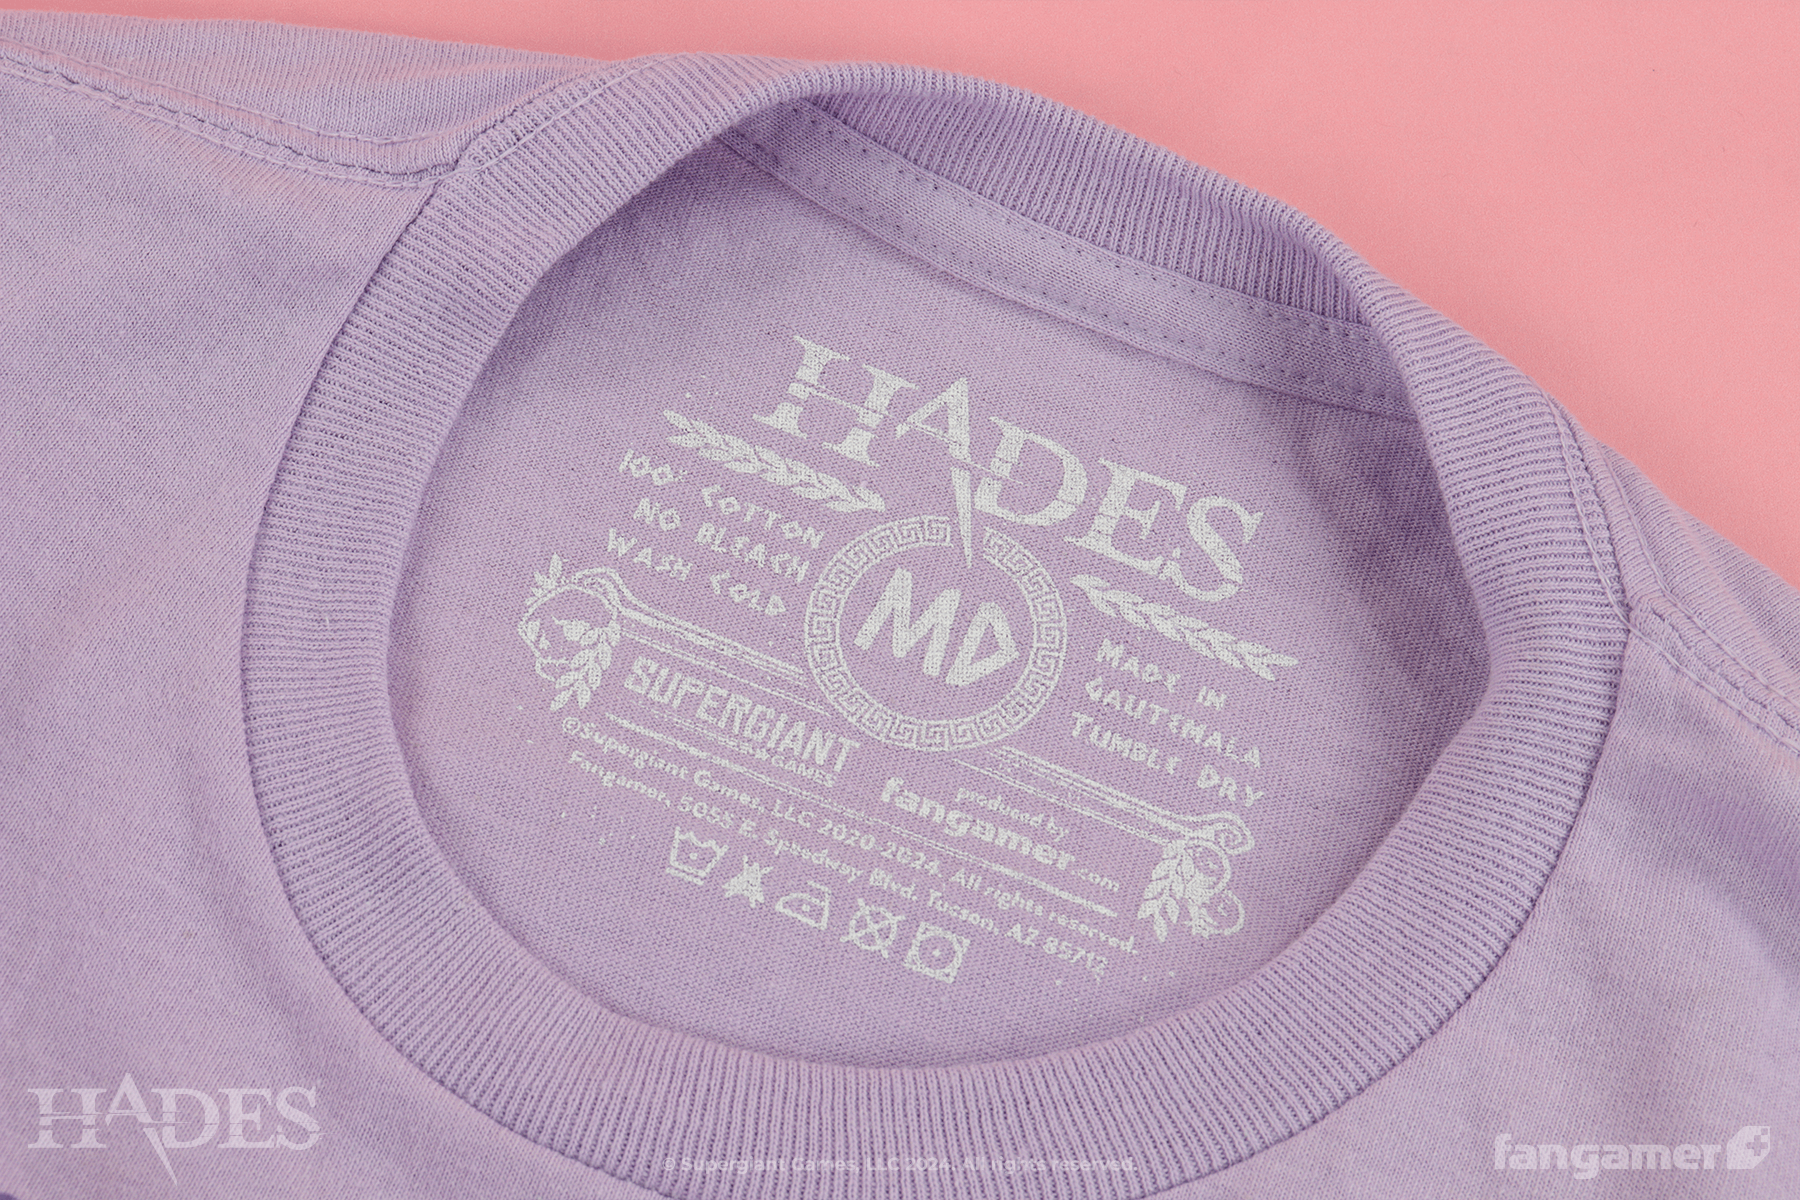 HADES
100% COTTON
NO BLEACH
WASH COLD
MD
MADE IN
GAUTEMALA
TUMBLE DRY
SUPERGIANT
GAMES
produced by
fangamer.com
©Supergiant Games, LLC 2020-2024. All rights reserved.
Fangamer, 5055 E. Speedway Blvd. Tucson, AZ 85712
HADES
© Supergiant Games, LLC 2024. All rights reserved.
fangamer